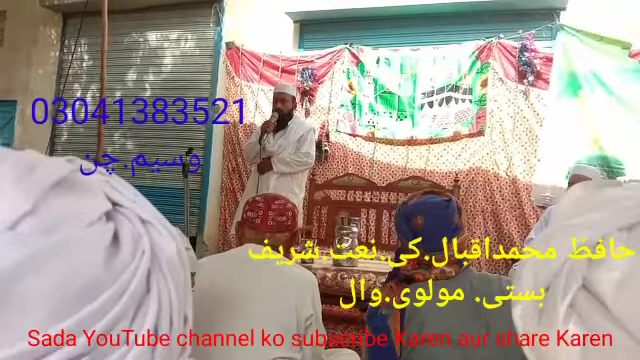 03041383521
وسیم.چن
حافظ محمداقبال.کی.نعت.شریف
بستی. مولوی.وال
Sada YouTube channel ko subscribe Karen aur share Karen